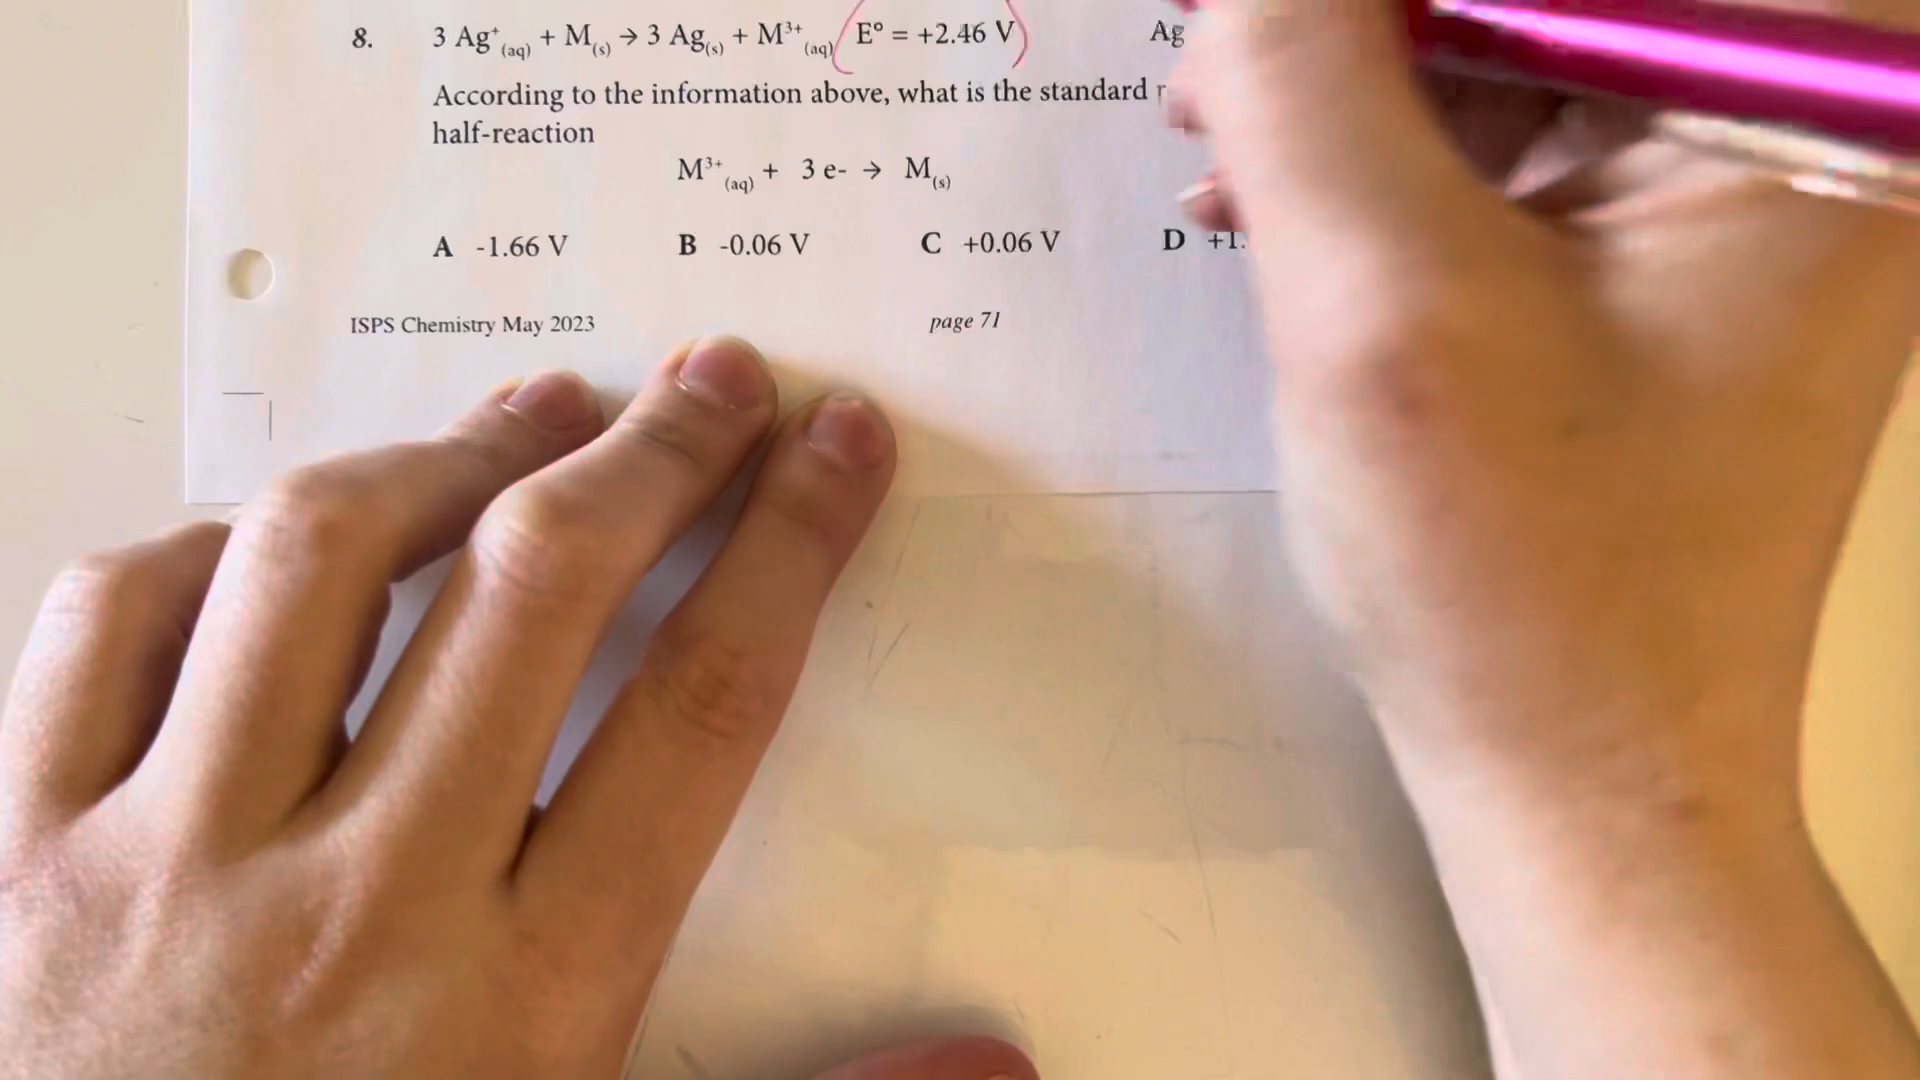 8. 3 Ag⁺(aq) + M(s) → 3 Ag(s) + M³⁺(aq) (E° = +2.46 V) Ag
According to the information above, what is the standard
half-reaction
M³⁺(aq) + 3 e- → M(s)
A -1.66 V B -0.06 V C +0.06 V D +1.
ISPS Chemistry May 2023 page 71